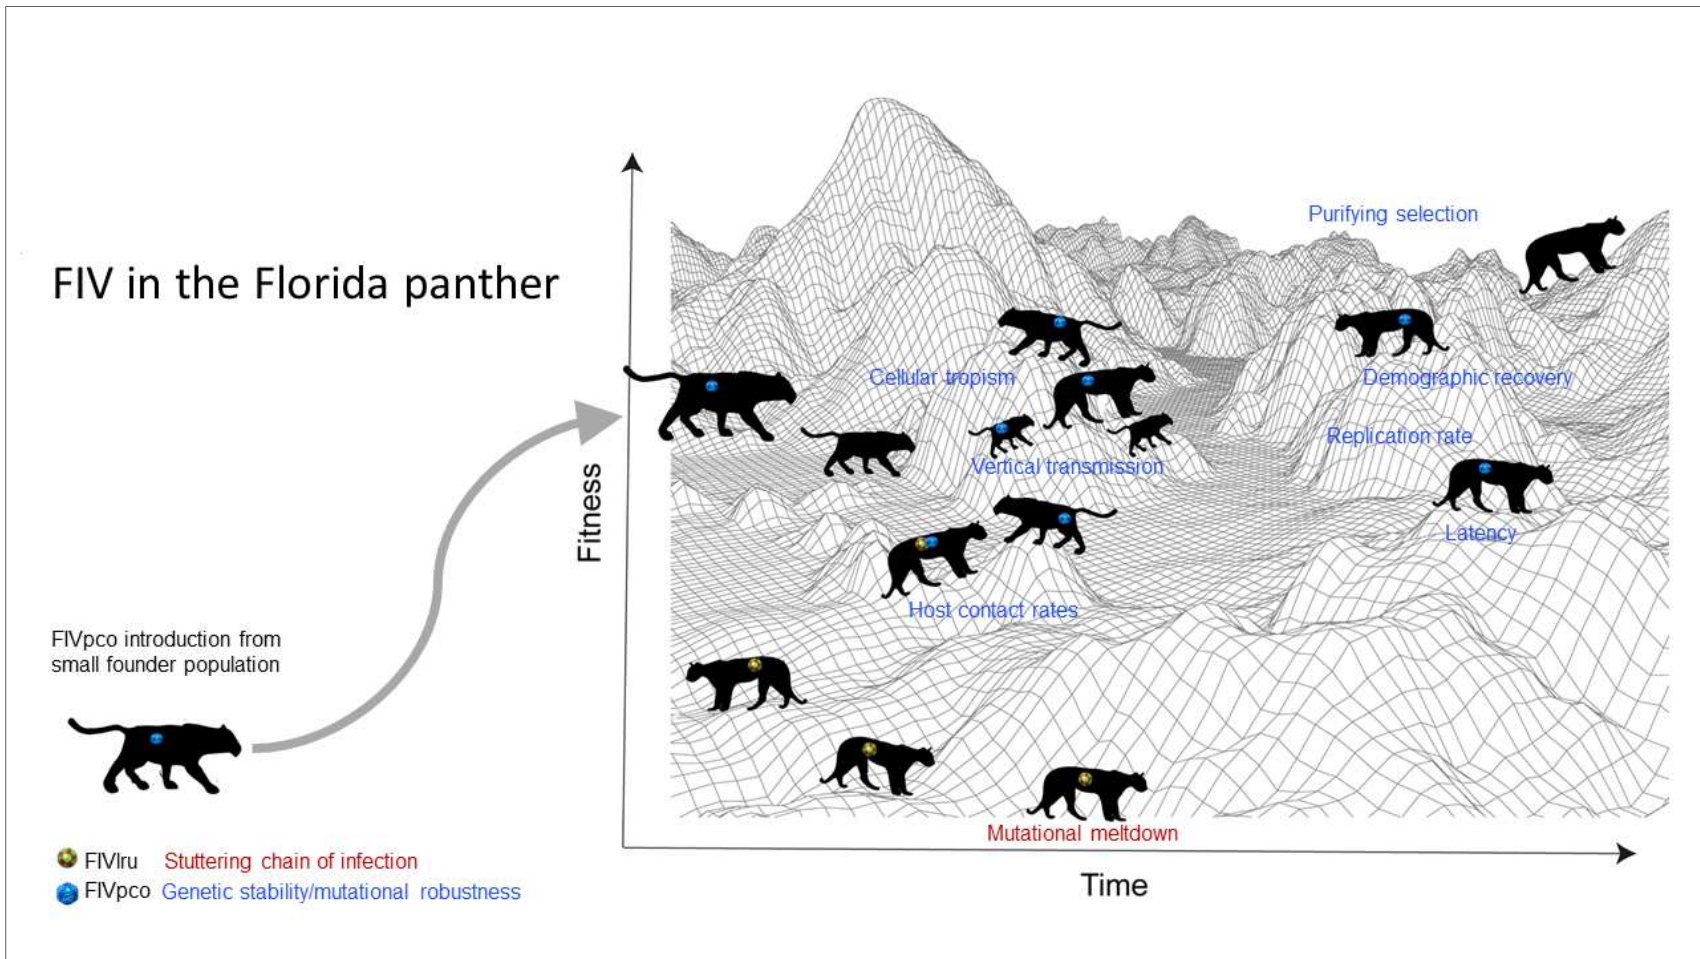 FIV in the Florida panther
FIVpco introduction from
small founder population
FIVlru Stuttering chain of infection
FIVpco Genetic stability/mutational robustness
Fitness
Purifying selection
Cellular tropism
Demographic recovery
Replication rate
Vertical transmission
Latency
Host contact rates
Mutational meltdown
Time